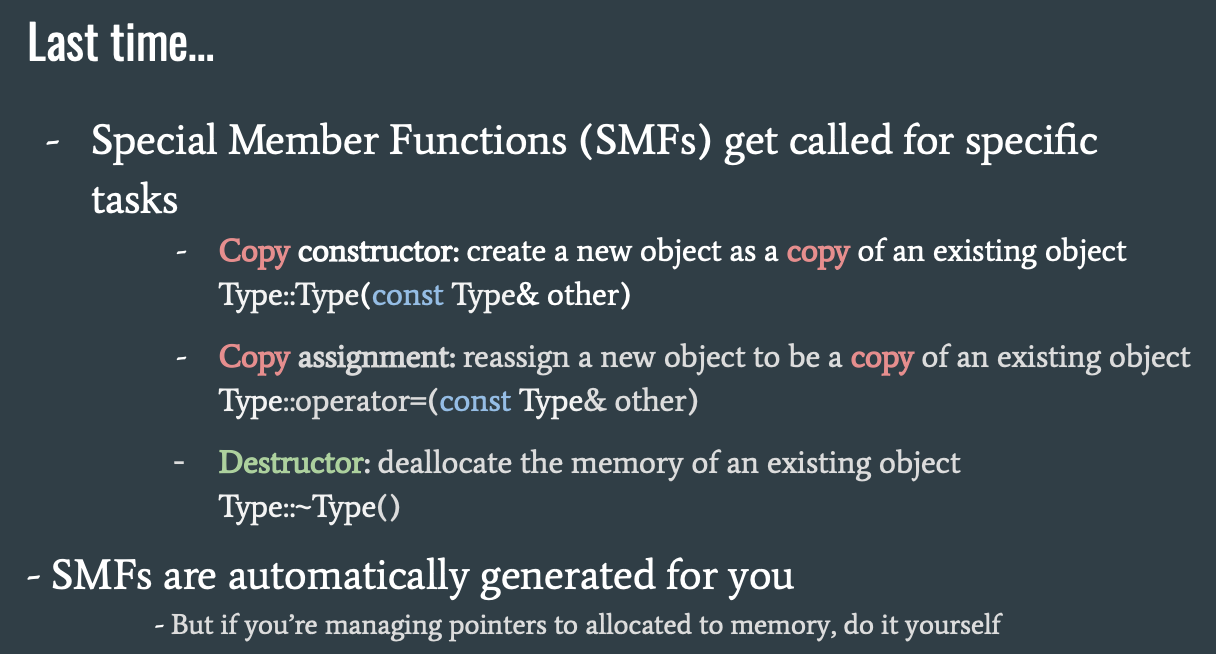 Last time...
- Special Member Functions (SMFs) get called for specific
tasks
- Copy constructor: create a new object as a copy of an existing object
Type::Type(const Type& other)
- Copy assignment: reassign a new object to be a copy of an existing object
Type::operator=(const Type& other)
- Destructor: deallocate the memory of an existing object
Type::~Type()
- SMFs are automatically generated for you
- But if you’re managing pointers to allocated to memory, do it yourself